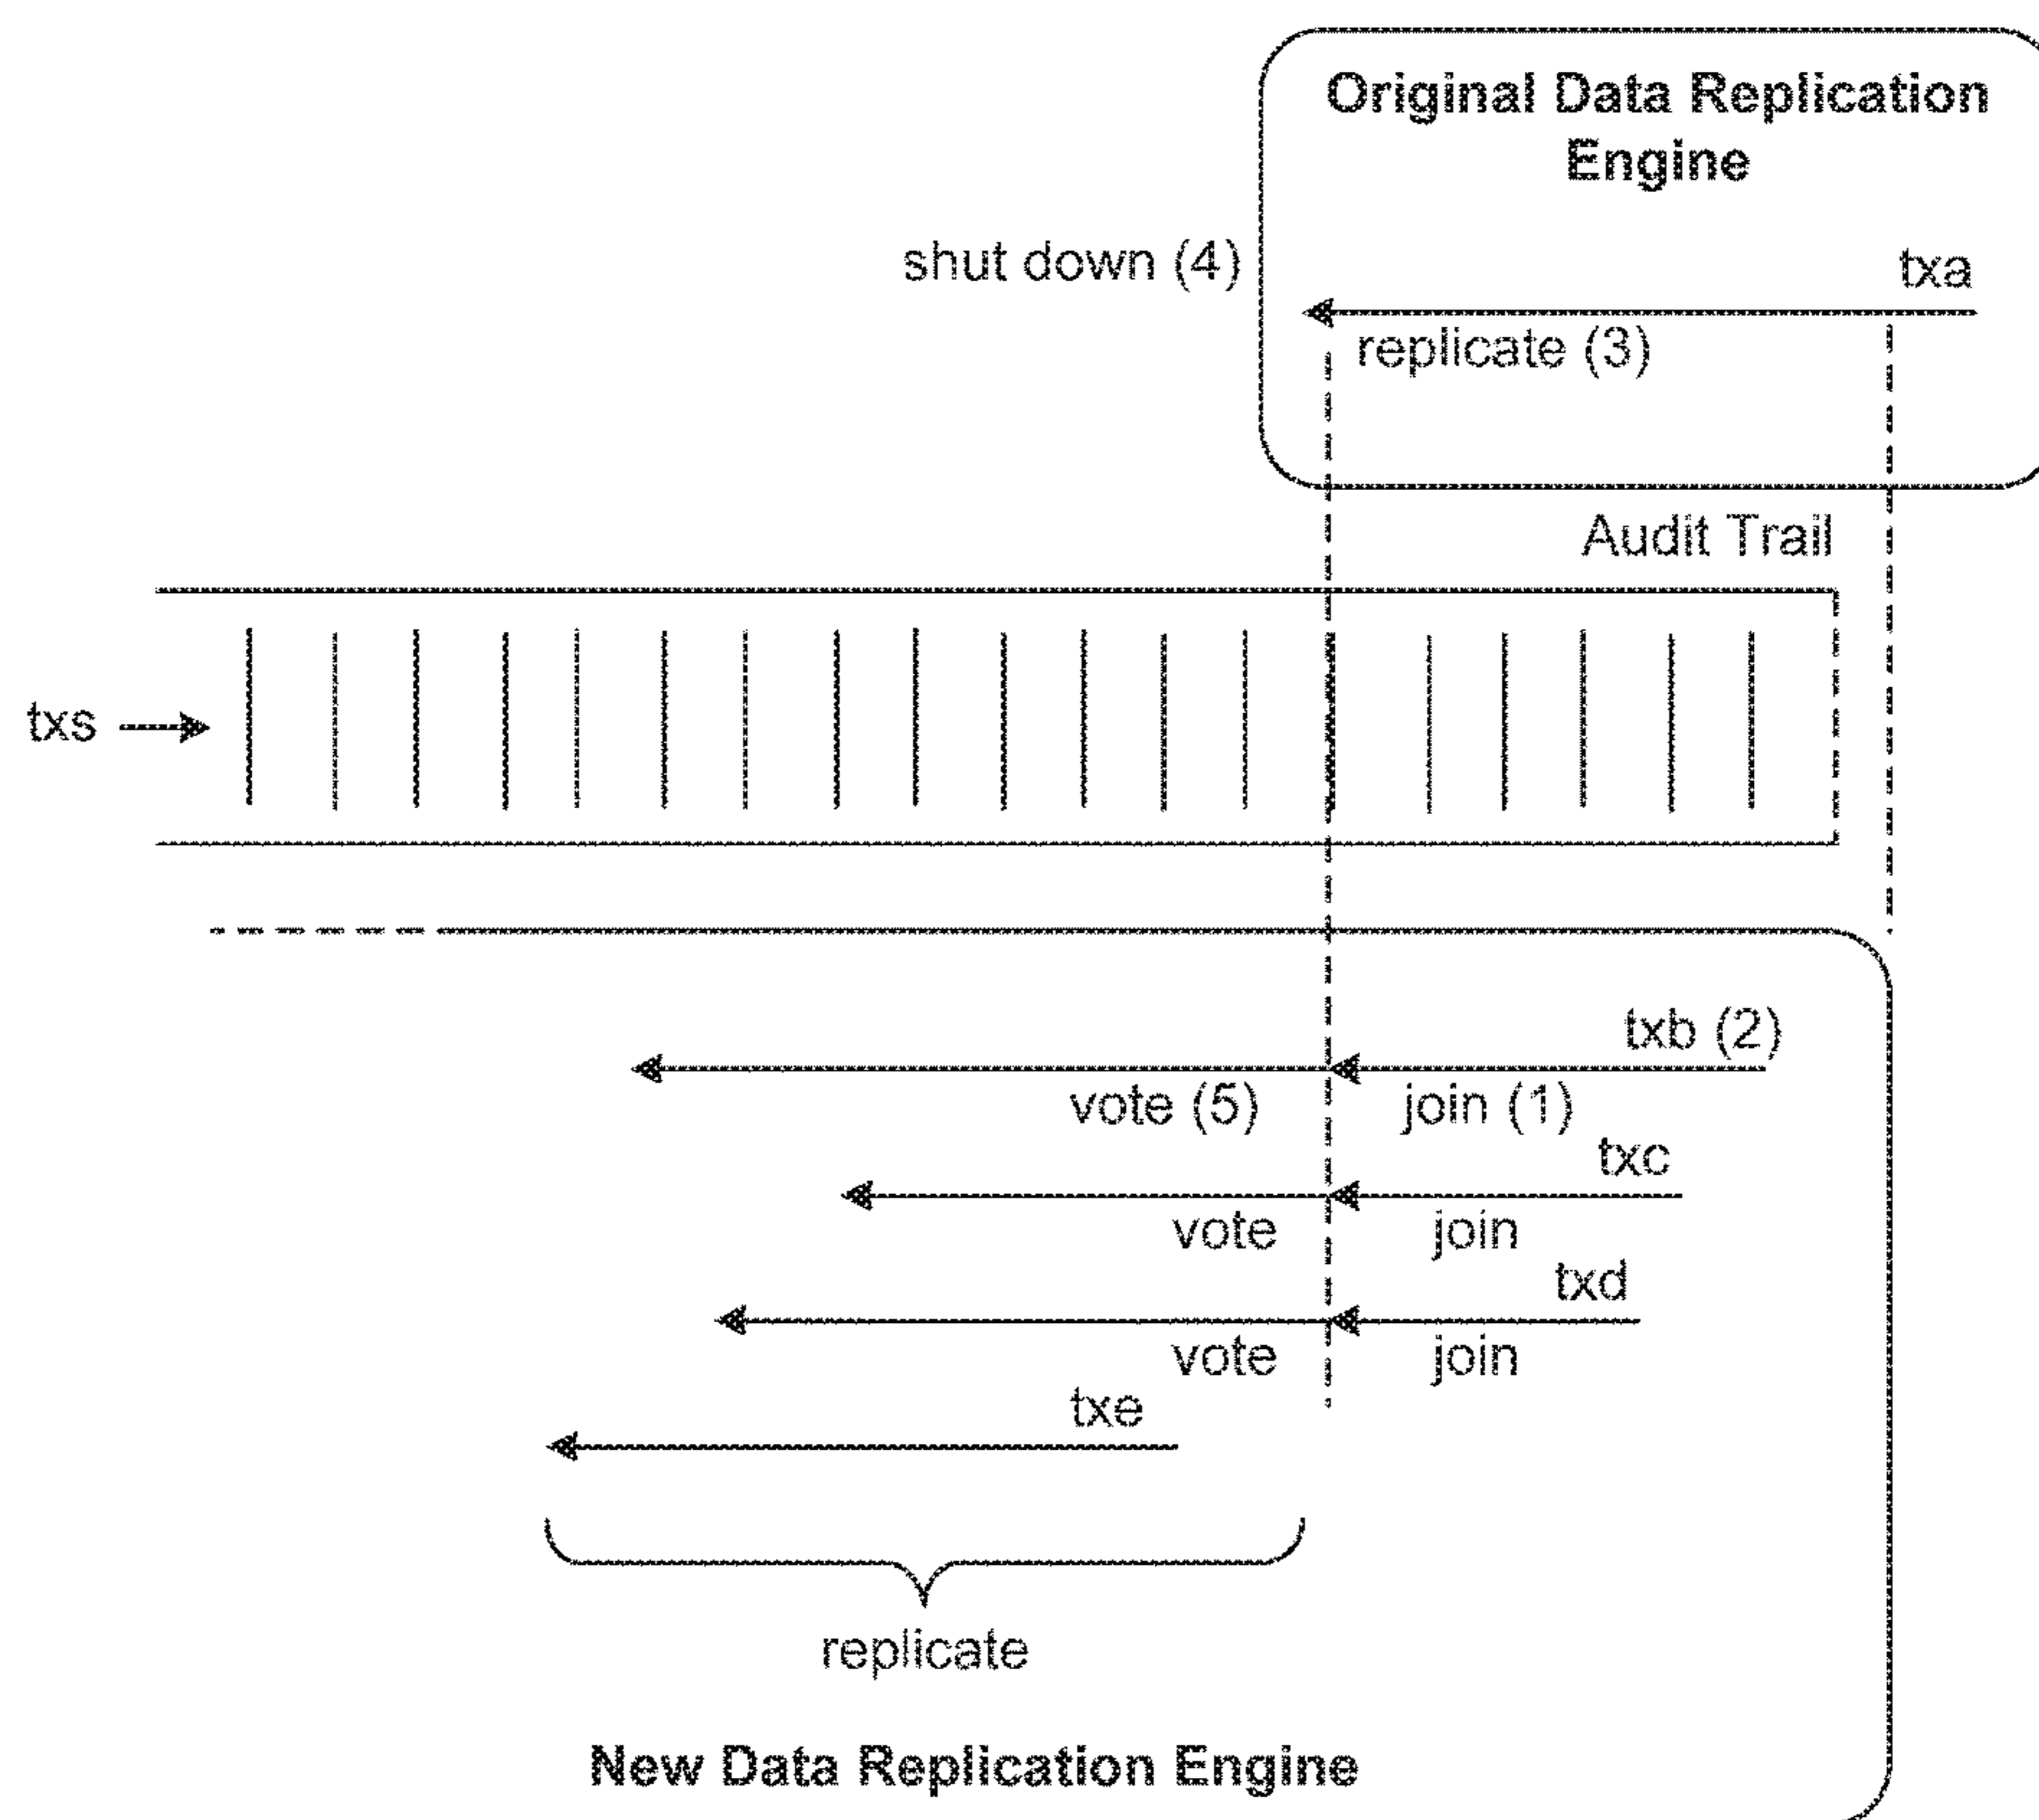 Original Data Replication
Engine
shut down (4)
txa
replicate (3)
Audit Trail
txs
txb (2)
vote (5)
join (1)
txc
vote
join
txd
vote
join
txe
replicate
New Data Replication Engine